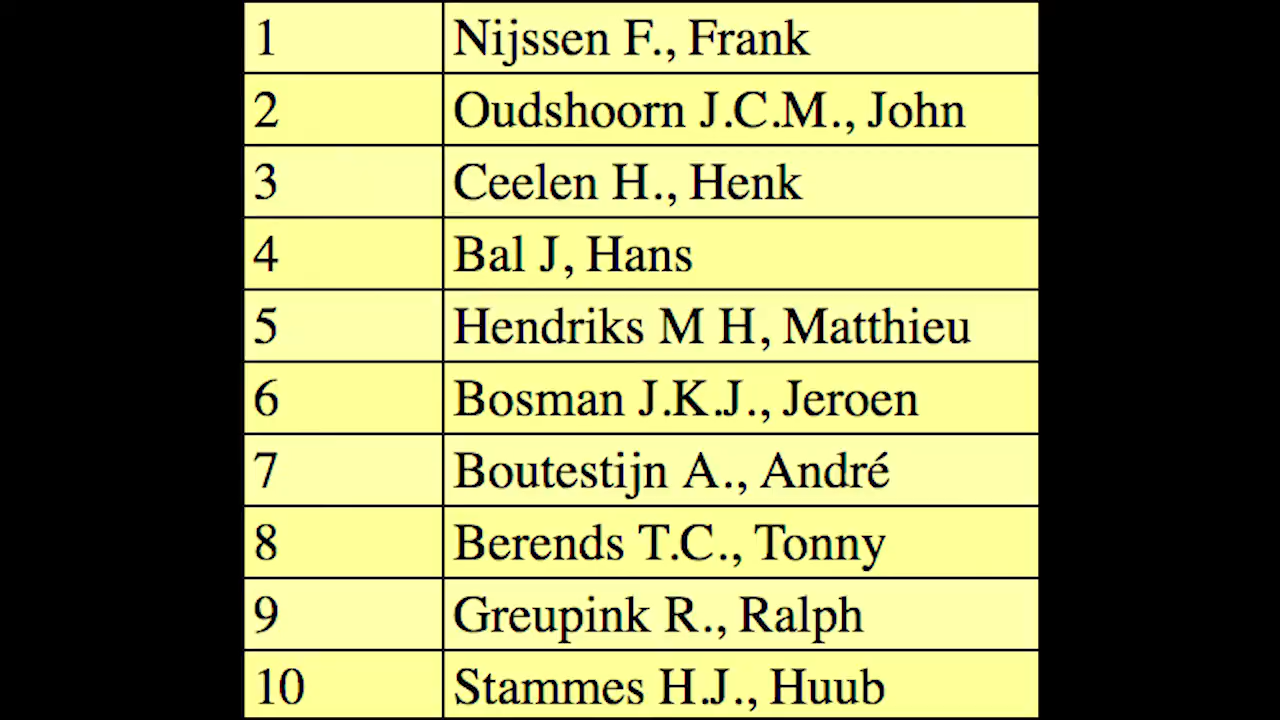 1 Nijssen F., Frank
2 Oudshoorn J.C.M., John
3 Ceelen H., Henk
4 Bal J, Hans
5 Hendriks M H, Matthieu
6 Bosman J.K.J., Jeroen
7 Boutestijn A., André
8 Berends T.C., Tonny
9 Greupink R., Ralph
10 Stammes H.J., Huub